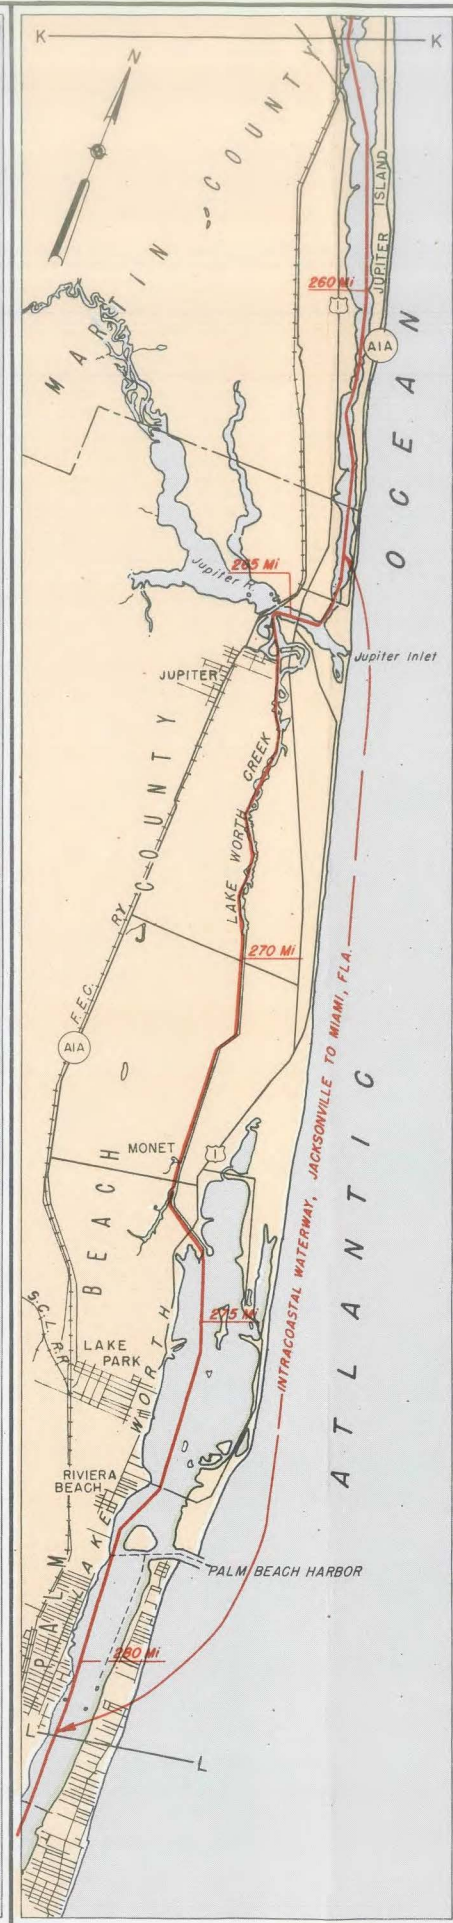 K K
N
MARTIN COUNTY
JUPITER ISLAND
260 Mi
1
A1A
ATLANTIC OCEAN
265 Mi
Jupiter R.
Jupiter Inlet
JUPITER
LAKE WORTH CREEK
PALM BEACH COUNTY
F.E.C. RY
270 Mi
A1A
INTRACOASTAL WATERWAY, JACKSONVILLE TO MIAMI, FLA.
MONET
1
275 Mi
LAKE PARK
LAKE WORTH
RIVIERA
BEACH
PALM BEACH HARBOR
280 Mi
L L